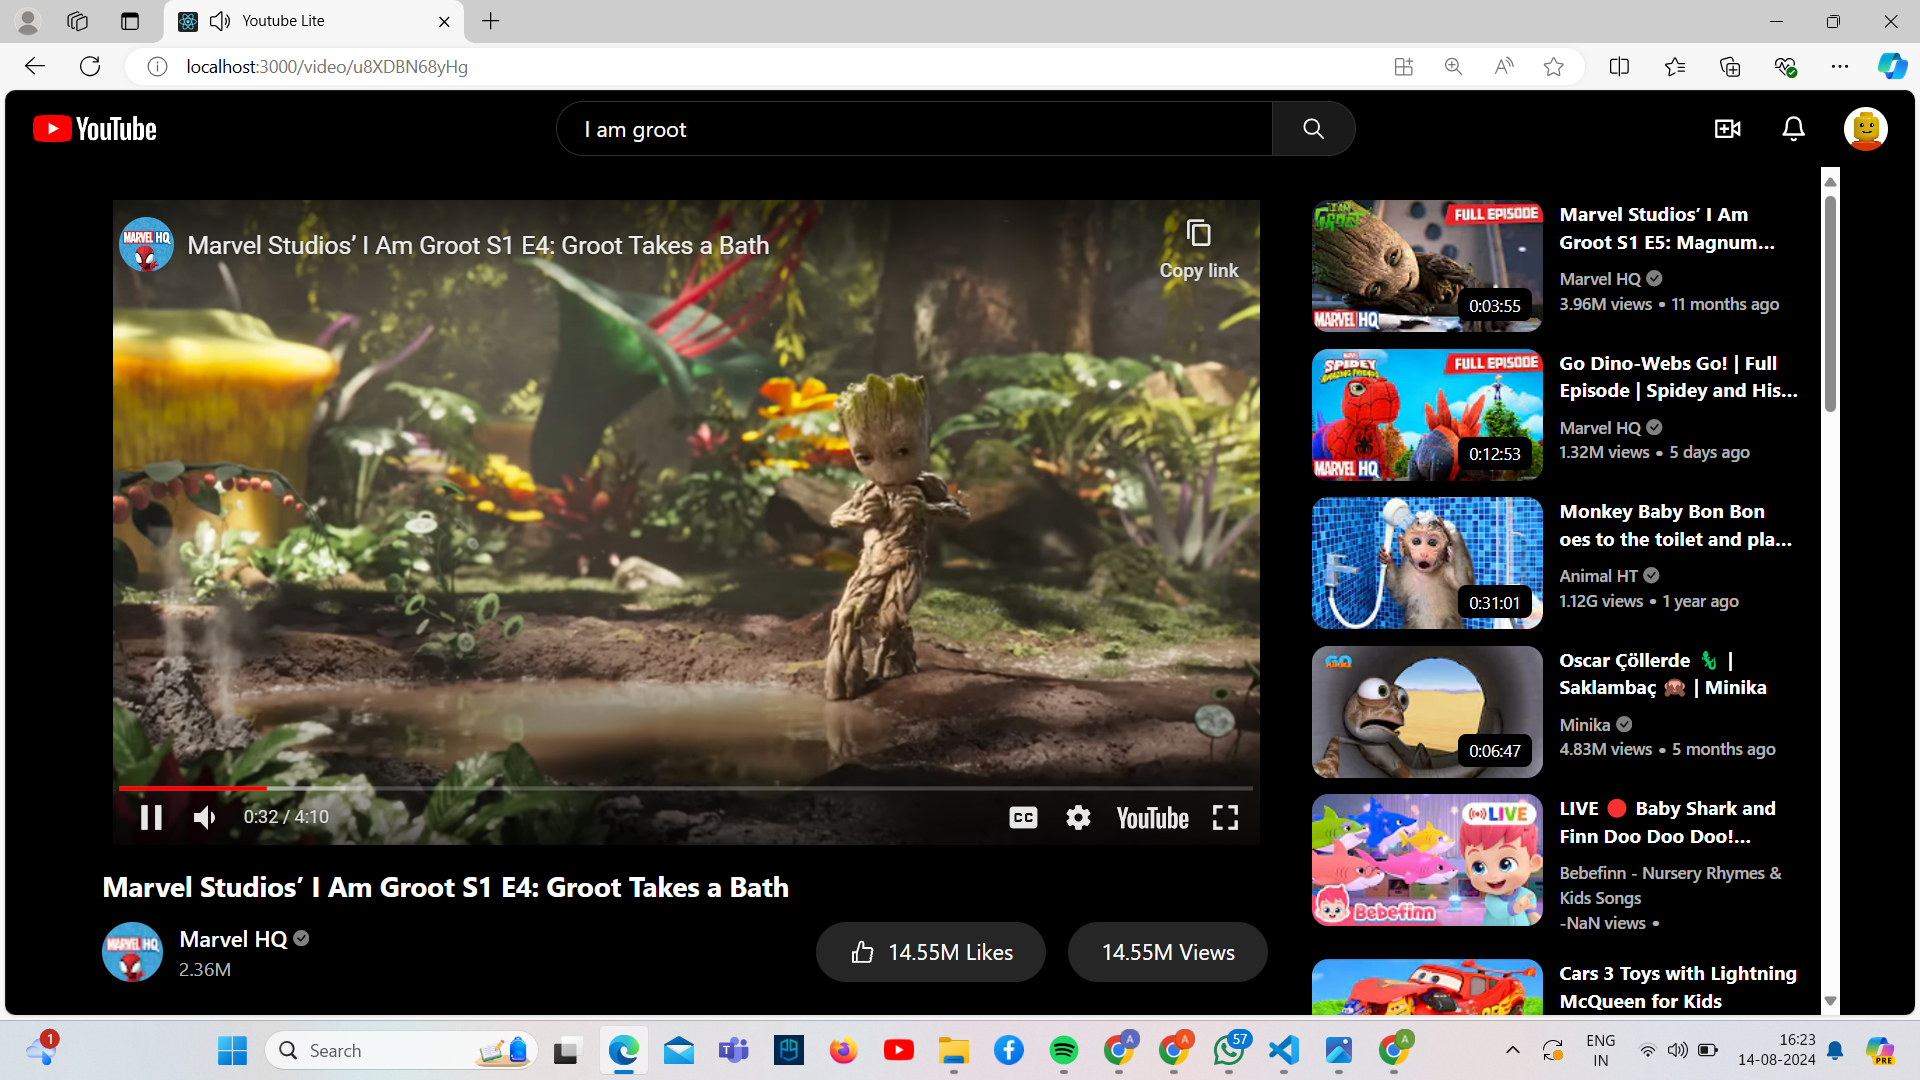 Youtube Lite
localhost:3000/video/u8XDBN68yHg
YouTube
I am groot
MARVEL HQ
Marvel Studios’ I Am Groot S1 E4: Groot Takes a Bath
Copy link
0:32 / 4:10
CC
YouTube
Marvel Studios’ I Am Groot S1 E4: Groot Takes a Bath
MARVEL HQ
Marvel HQ
2.36M
14.55M Likes
14.55M Views
I AM GROOT
FULL EPISODE
MARVEL HQ
0:03:55
Marvel Studios’ I Am
Groot S1 E5: Magnum...
Marvel HQ
3.96M views • 11 months ago
SPIDEY
AMAZING FRIENDS
FULL EPISODE
MARVEL HQ
0:12:53
Go Dino-Webs Go! | Full
Episode | Spidey and His...
Marvel HQ
1.32M views • 5 days ago
0:31:01
Monkey Baby Bon Bon
oes to the toilet and pla...
Animal HT
1.12G views • 1 year ago
0:06:47
Oscar Çöllerde 🦎 |
Saklambaç 🙈 | Minika
Minika
4.83M views • 5 months ago
LIVE
Bebefinn
LIVE 🔴 Baby Shark and
Finn Doo Doo Doo!...
Bebefinn - Nursery Rhymes &
Kids Songs
-NaN views •
Cars 3 Toys with Lightning
McQueen for Kids
1
Search
A
A
57
A
ENG
IN
16:23
14-08-2024
PRE